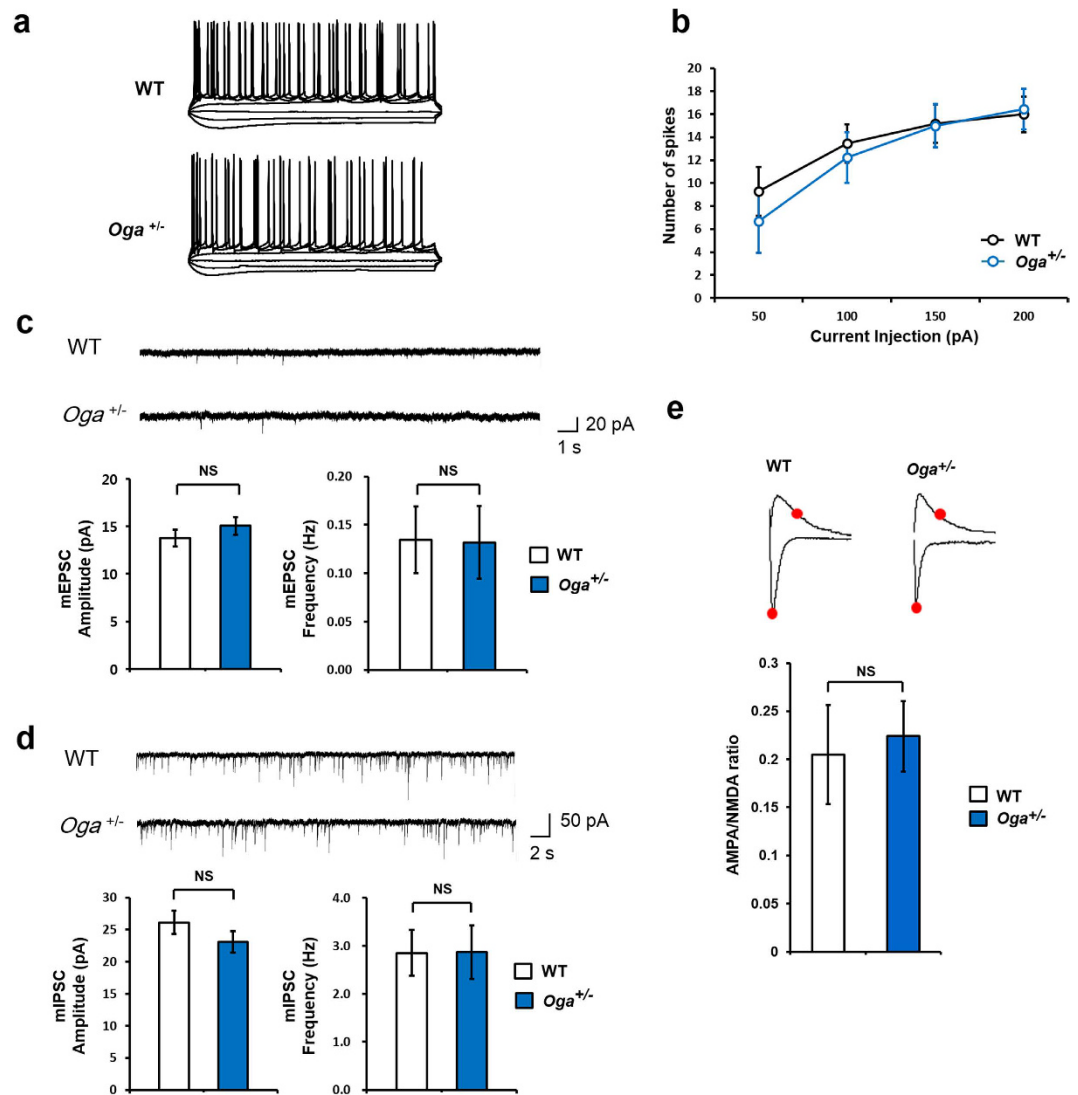 a
WT
Oga +/-
b
Number of spikes
20
18
16
14
12
10
8
6
4
2
0
50
100
150
200
Current Injection (pA)
WT
Oga+/-
c
WT
Oga +/-
20 pA
1 s
mEPSC
Amplitude (pA)
20
15
10
5
0
NS
mEPSC
Frequency (Hz)
0.20
0.15
0.10
0.05
0.00
NS
WT
Oga+/-
d
WT
Oga +/-
50 pA
2 s
mIPSC
Amplitude (pA)
30
25
20
15
10
5
0
NS
mIPSC
Frequency (Hz)
4.0
3.0
2.0
1.0
0.0
NS
WT
Oga+/-
e
WT
Oga+/-
AMPA/NMDA ratio
0.3
0.25
0.2
0.15
0.1
0.05
0
NS
WT
Oga+/-